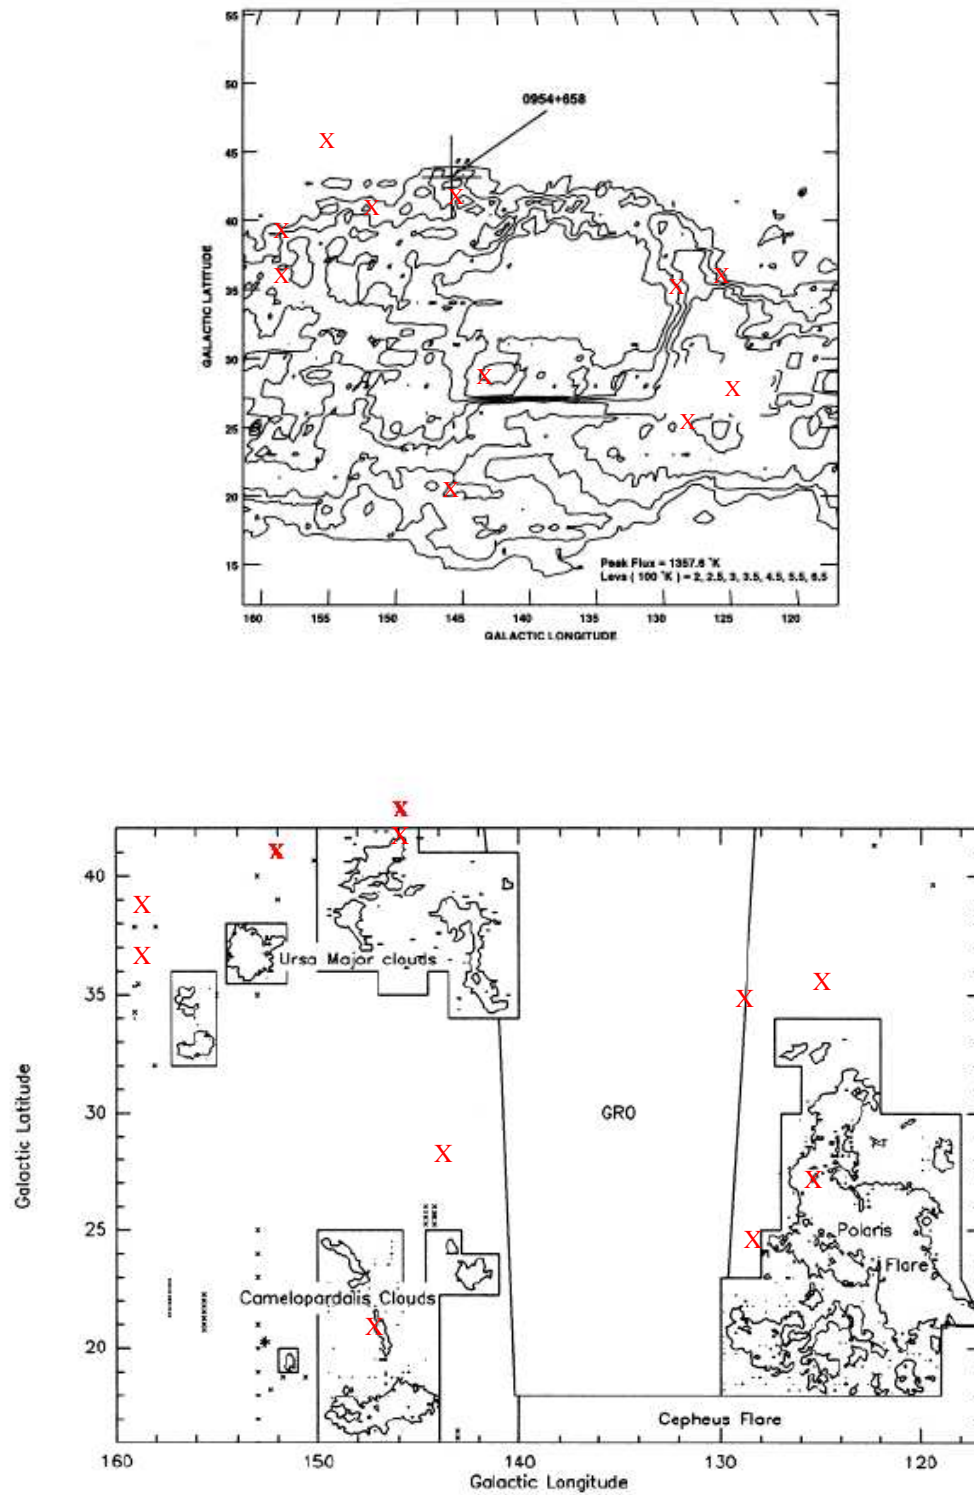 55
50
45
40
35
30
25
20
15
GALACTIC LATITUDE
0954+658
X
X
X
X
X
X
X
X
X
X
X
Peak Flux = 1357.6 °K
Levs ( 100 °K ) = 2, 2.5, 3, 3.5, 4.5, 5.5, 6.5
160 155 150 145 140 135 130 125 120
GALACTIC LONGITUDE
X
X
X
X
X
X
X
X
X
X
X
40
35
30
25
20
Galactic Latitude
Ursa Major clouds
GRO
Polaris
Flare
Camelopardalis Clouds
Cepheus Flare
160 150 140 130 120
Galactic Longitude